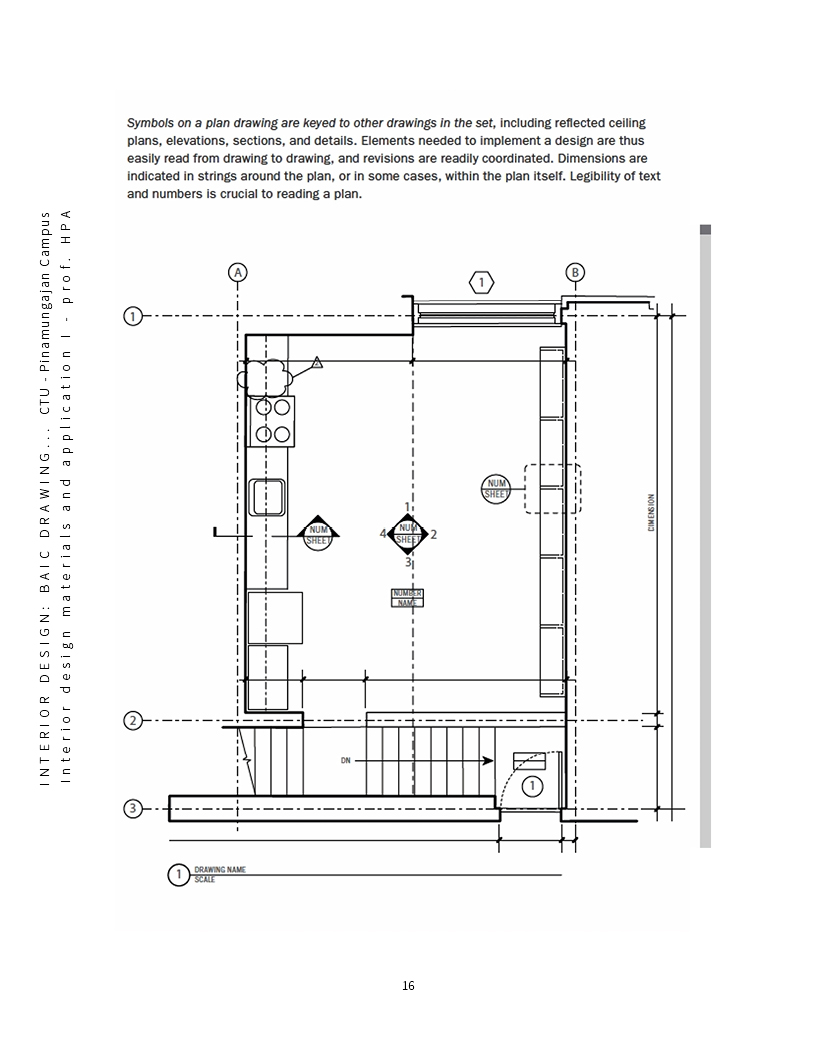 Symbols on a plan drawing are keyed to other drawings in the set, including reflected ceiling
plans, elevations, sections, and details. Elements needed to implement a design are thus
easily read from drawing to drawing, and revisions are readily coordinated. Dimensions are
indicated in strings around the plan, or in some cases, within the plan itself. Legibility of text
and numbers is crucial to reading a plan.
INTERIOR DESIGN: BAIC DRAWING... CTU - Pinamungajan Campus
Interior design materials and application I - prof. HPA
A
B
1
1
NUM
SHEET
DIMENSION
1
NUM
SHEET
4
NUM
SHEET
2
3
NUMBER
NAME
2
DN
1
3
1
DRAWING NAME
SCALE
16